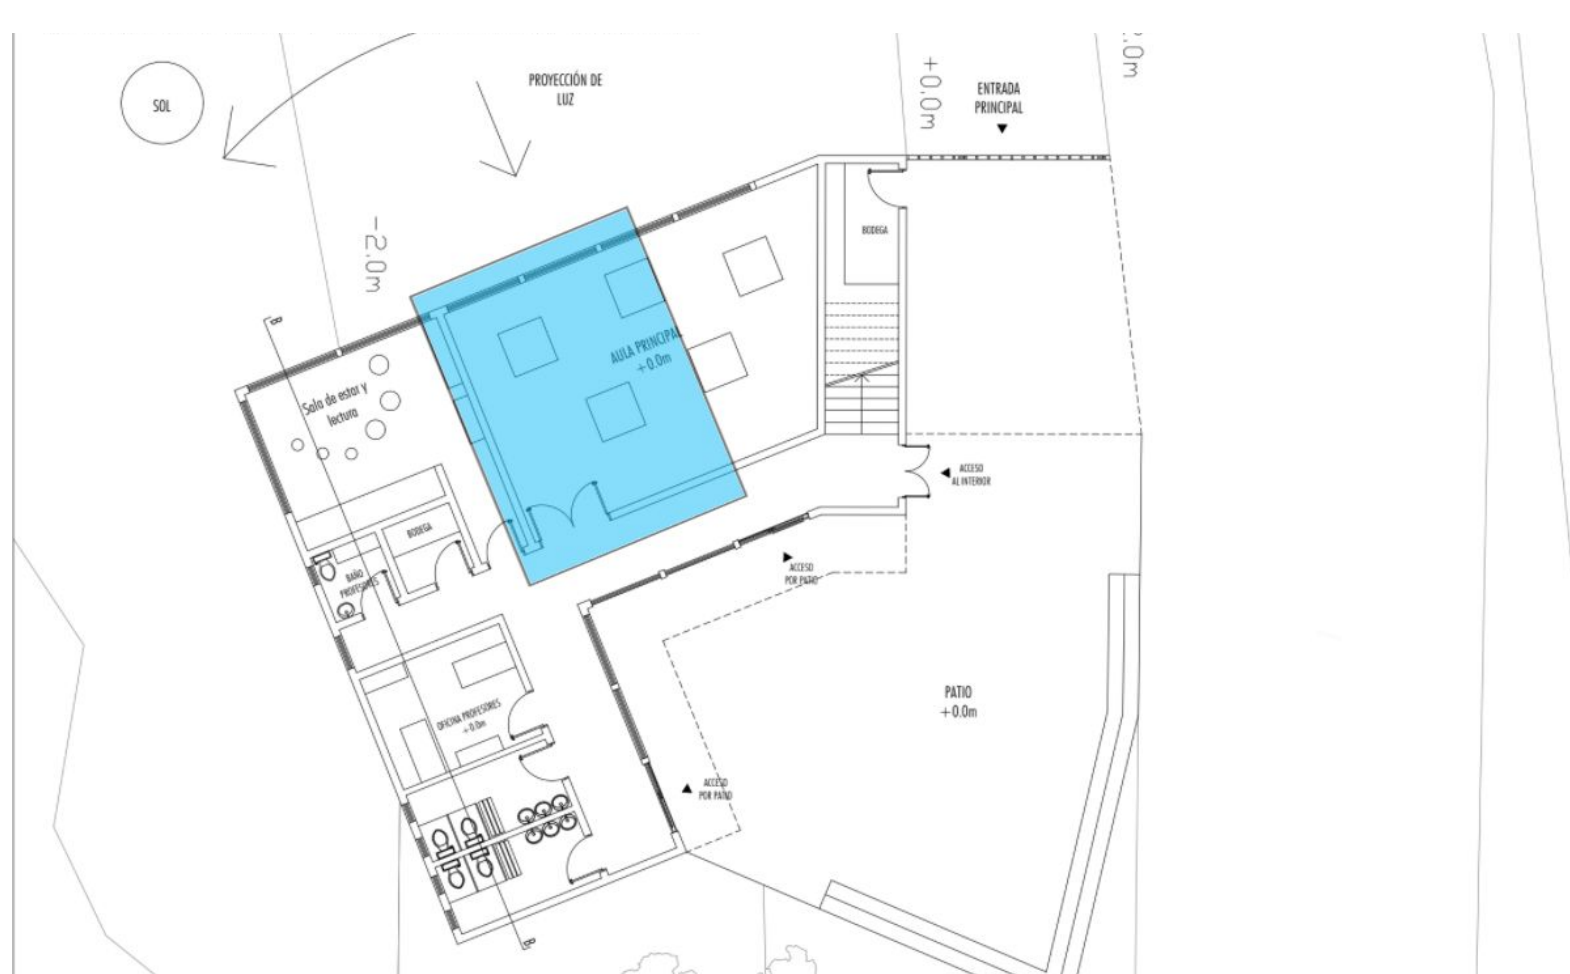 SOL
PROYECCIÓN DE
LUZ
+0.0m
ENTRADA
PRINCIPAL
-2.0m
BODEGA
AULA PRINCIPAL
+0.0m
B
Sala de estar y
lectura
ACCESO
AL INTERIOR
BODEGA
BAÑO
PROFESORES
ACCESO
POR PATIO
OFICINA PROFESORES
+0.0m
PATIO
+0.0m
ACCESO
POR PATIO
B